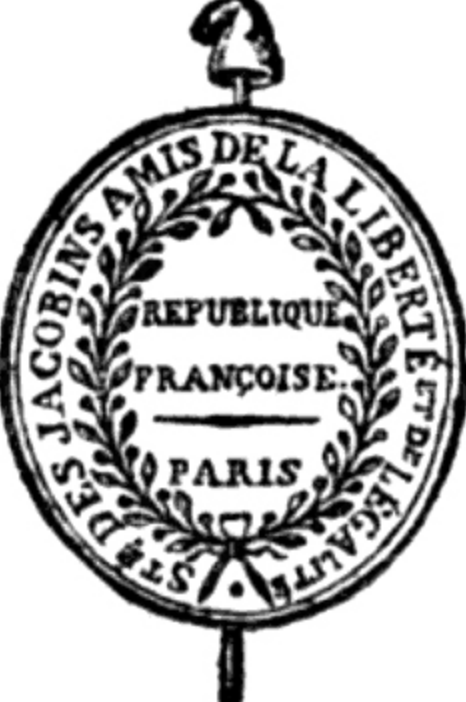 STÉ. DES JACOBINS AMIS DE LA LIBERTÉ ET DE L'ÉGALITÉ
REPUBLIQUE
FRANÇOISE.
PARIS